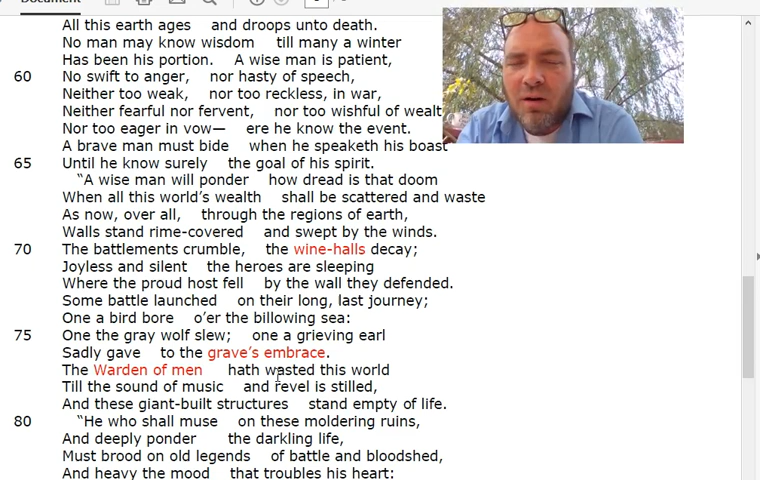 Document
All this earth ages and droops unto death.
No man may know wisdom till many a winter
Has been his portion. A wise man is patient,
60 No swift to anger, nor hasty of speech,
Neither too weak, nor too reckless, in war,
Neither fearful nor fervent, nor too wishful of wealt
Nor too eager in vow— ere he know the event.
A brave man must bide when he speaketh his boast
65 Until he know surely the goal of his spirit.
“A wise man will ponder how dread is that doom
When all this world’s wealth shall be scattered and waste
As now, over all, through the regions of earth,
Walls stand rime-covered and swept by the winds.
70 The battlements crumble, the wine-halls decay;
Joyless and silent the heroes are sleeping
Where the proud host fell by the wall they defended.
Some battle launched on their long, last journey;
One a bird bore o’er the billowing sea:
75 One the gray wolf slew; one a grieving earl
Sadly gave to the grave’s embrace.
The Warden of men hath wasted this world
Till the sound of music and revel is stilled,
And these giant-built structures stand empty of life.
80 “He who shall muse on these moldering ruins,
And deeply ponder the darkling life,
Must brood on old legends of battle and bloodshed,
And heavy the mood that troubles his heart: